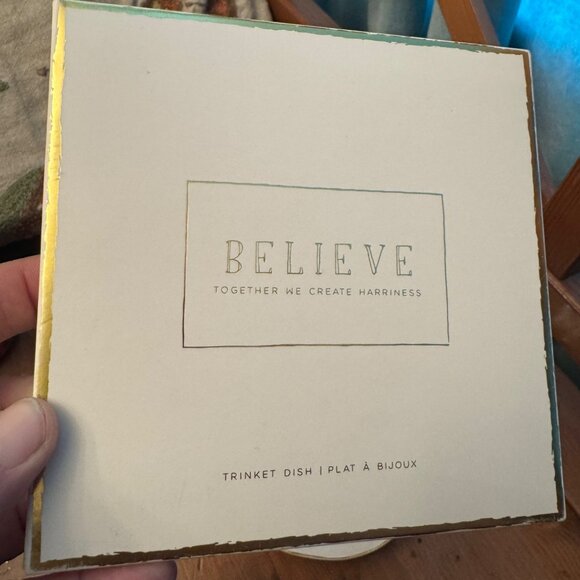 BELIEVE
TOGETHER WE CREATE HARRINESS
TRINKET DISH | PLAT À BIJOUX